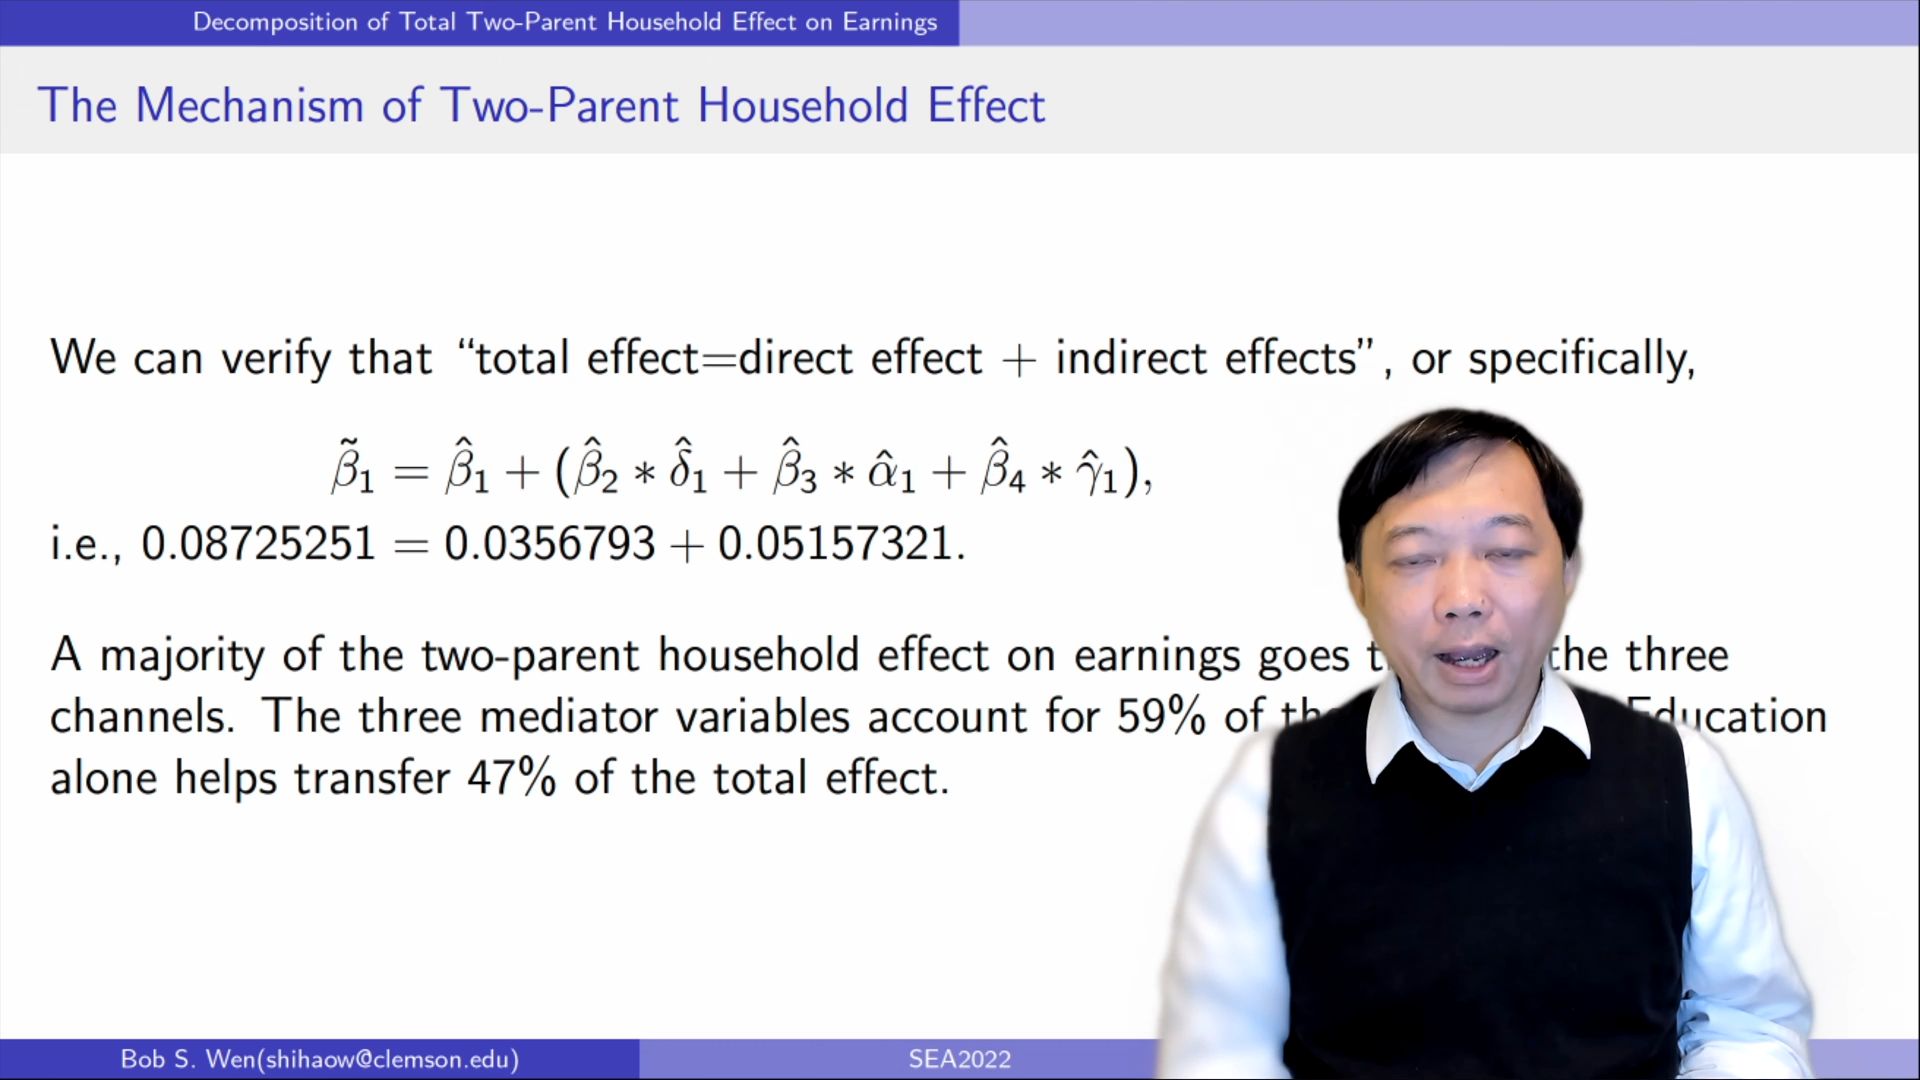 Decomposition of Total Two-Parent Household Effect on Earnings
The Mechanism of Two-Parent Household Effect
We can verify that “total effect=direct effect + indirect effects”, or specifically,
β̃₁ = β̂₁ + (β̂₂ * δ̂₁ + β̂₃ * α̂₁ + β̂₄ * γ̂₁),
i.e., 0.08725251 = 0.0356793 + 0.05157321.
A majority of the two-parent household effect on earnings goes the three
channels. The three mediator variables account for 59% of Education
alone helps transfer 47% of the total effect.
Bob S. Wen(shihaow@clemson.edu) SEA2022